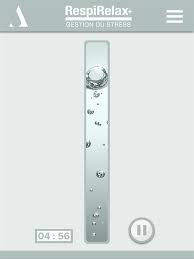 RespiRelax+
GESTION DU STRESS
04 : 56